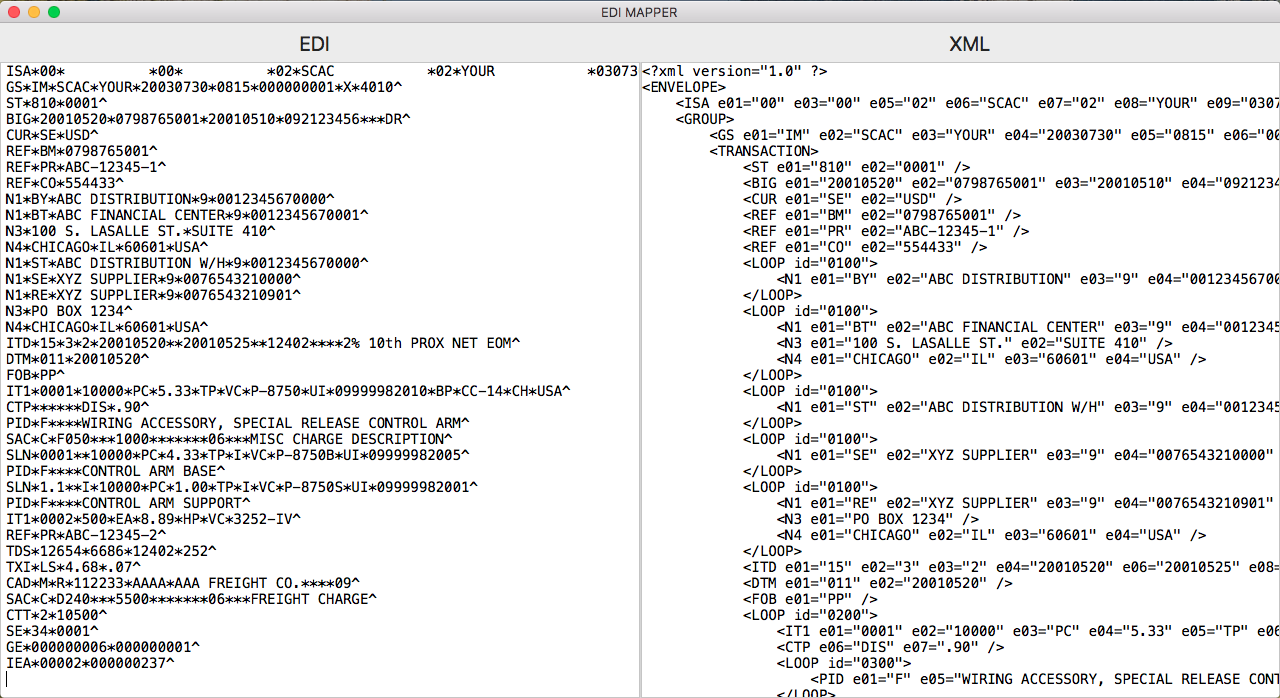 EDI MAPPER
EDI
XML
ISA*00*          *00*          *02*SCAC           *02*YOUR           *03073
GS*IM*SCAC*YOUR*20030730*0815*000000001*X*4010^
ST*810*0001^
BIG*20010520*0798765001*20010510*092123456***DR^
CUR*SE*USD^
REF*BM*0798765001^
REF*PR*ABC-12345-1^
REF*CO*554433^
N1*BY*ABC DISTRIBUTION*9*0012345670000^
N1*BT*ABC FINANCIAL CENTER*9*0012345670001^
N3*100 S. LASALLE ST.*SUITE 410^
N4*CHICAGO*IL*60601*USA^
N1*ST*ABC DISTRIBUTION W/H*9*0012345670000^
N1*SE*XYZ SUPPLIER*9*0076543210000^
N1*RE*XYZ SUPPLIER*9*0076543210901^
N3*PO BOX 1234^
N4*CHICAGO*IL*60601*USA^
ITD*15*3*2*20010520**20010525**12402****2% 10th PROX NET EOM^
DTM*011*20010520^
FOB*PP^
IT1*0001*10000*PC*5.33*TP*VC*P-8750*UI*09999982010*BP*CC-14*CH*USA^
CTP******DIS*.90^
PID*F****WIRING ACCESSORY, SPECIAL RELEASE CONTROL ARM^
SAC*C*F050***1000*******06***MISC CHARGE DESCRIPTION^
SLN*0001**10000*PC*4.33*TP*I*VC*P-8750B*UI*09999982005^
PID*F****CONTROL ARM BASE^
SLN*1.1**I*10000*PC*1.00*TP*I*VC*P-8750S*UI*09999982001^
PID*F****CONTROL ARM SUPPORT^
IT1*0002*500*EA*8.89*HP*VC*3252-IV^
REF*PR*ABC-12345-2^
TDS*12654*6686*12402*252^
TXI*LS*4.68*.07^
CAD*M*R*112233*AAAA*AAA FREIGHT CO.****09^
SAC*C*D240***5500*******06***FREIGHT CHARGE^
CTT*2*10500^
SE*34*0001^
GE*000000006*000000001^
IEA*00002*000000237^
<?xml version="1.0" ?>
<ENVELOPE>
<ISA e01="00" e03="00" e05="02" e06="SCAC" e07="02" e08="YOUR" e09="0307
<GROUP>
<GS e01="IM" e02="SCAC" e03="YOUR" e04="20030730" e05="0815" e06="00
<TRANSACTION>
<ST e01="810" e02="0001" />
<BIG e01="20010520" e02="0798765001" e03="20010510" e04="0921234
<CUR e01="SE" e02="USD" />
<REF e01="BM" e02="0798765001" />
<REF e01="PR" e02="ABC-12345-1" />
<REF e01="CO" e02="554433" />
<LOOP id="0100">
<N1 e01="BY" e02="ABC DISTRIBUTION" e03="9" e04="00123456700
</LOOP>
<LOOP id="0100">
<N1 e01="BT" e02="ABC FINANCIAL CENTER" e03="9" e04="0012345
<N3 e01="100 S. LASALLE ST." e02="SUITE 410" />
<N4 e01="CHICAGO" e02="IL" e03="60601" e04="USA" />
</LOOP>
<LOOP id="0100">
<N1 e01="ST" e02="ABC DISTRIBUTION W/H" e03="9" e04="0012345
</LOOP>
<LOOP id="0100">
<N1 e01="SE" e02="XYZ SUPPLIER" e03="9" e04="0076543210000"
</LOOP>
<LOOP id="0100">
<N1 e01="RE" e02="XYZ SUPPLIER" e03="9" e04="0076543210901"
<N3 e01="PO BOX 1234" />
<N4 e01="CHICAGO" e02="IL" e03="60601" e04="USA" />
</LOOP>
<ITD e01="15" e02="3" e03="2" e04="20010520" e06="20010525" e08=
<DTM e01="011" e02="20010520" />
<FOB e01="PP" />
<LOOP id="0200">
<IT1 e01="0001" e02="10000" e03="PC" e04="5.33" e05="TP" e06
<CTP e06="DIS" e07=".90" />
<LOOP id="0300">
<PID e01="F" e05="WIRING ACCESSORY, SPECIAL RELEASE CONT
</LOOP>